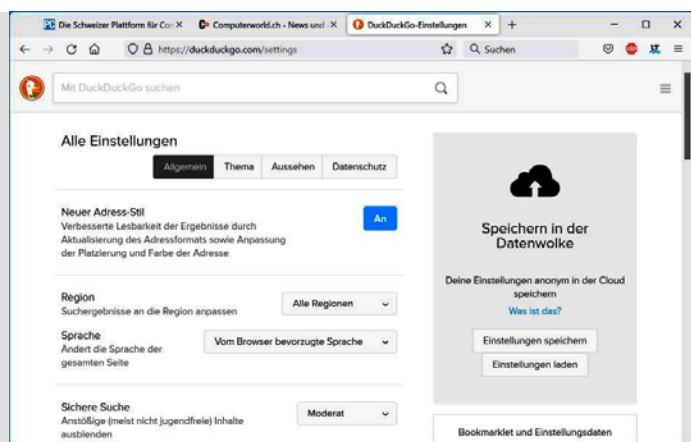 Die Schweizer Plattform für Con
Computerworld.ch - News und
DuckDuckGo-Einstellungen
https://duckduckgo.com/settings
Suchen
Mit DuckDuckGo suchen
Alle Einstellungen
Allgemein Thema Aussehen Datenschutz
Neuer Adress-Stil
Verbesserte Lesbarkeit der Ergebnisse durch
Aktualisierung des Adressformats sowie Anpassung
der Platzierung und Farbe der Adresse
An
Region
Suchergebnisse an die Region anpassen
Alle Regionen
Sprache
Ändert die Sprache der
gesamten Seite
Vom Browser bevorzugte Sprache
Sichere Suche
Anstößige (meist nicht jugendfreie) Inhalte
ausblenden
Moderat
Speichern in der
Datenwolke
Deine Einstellungen anonym in der Cloud
speichern
Was ist das?
Einstellungen speichern
Einstellungen laden
Bookmarklet und Einstellungsdaten